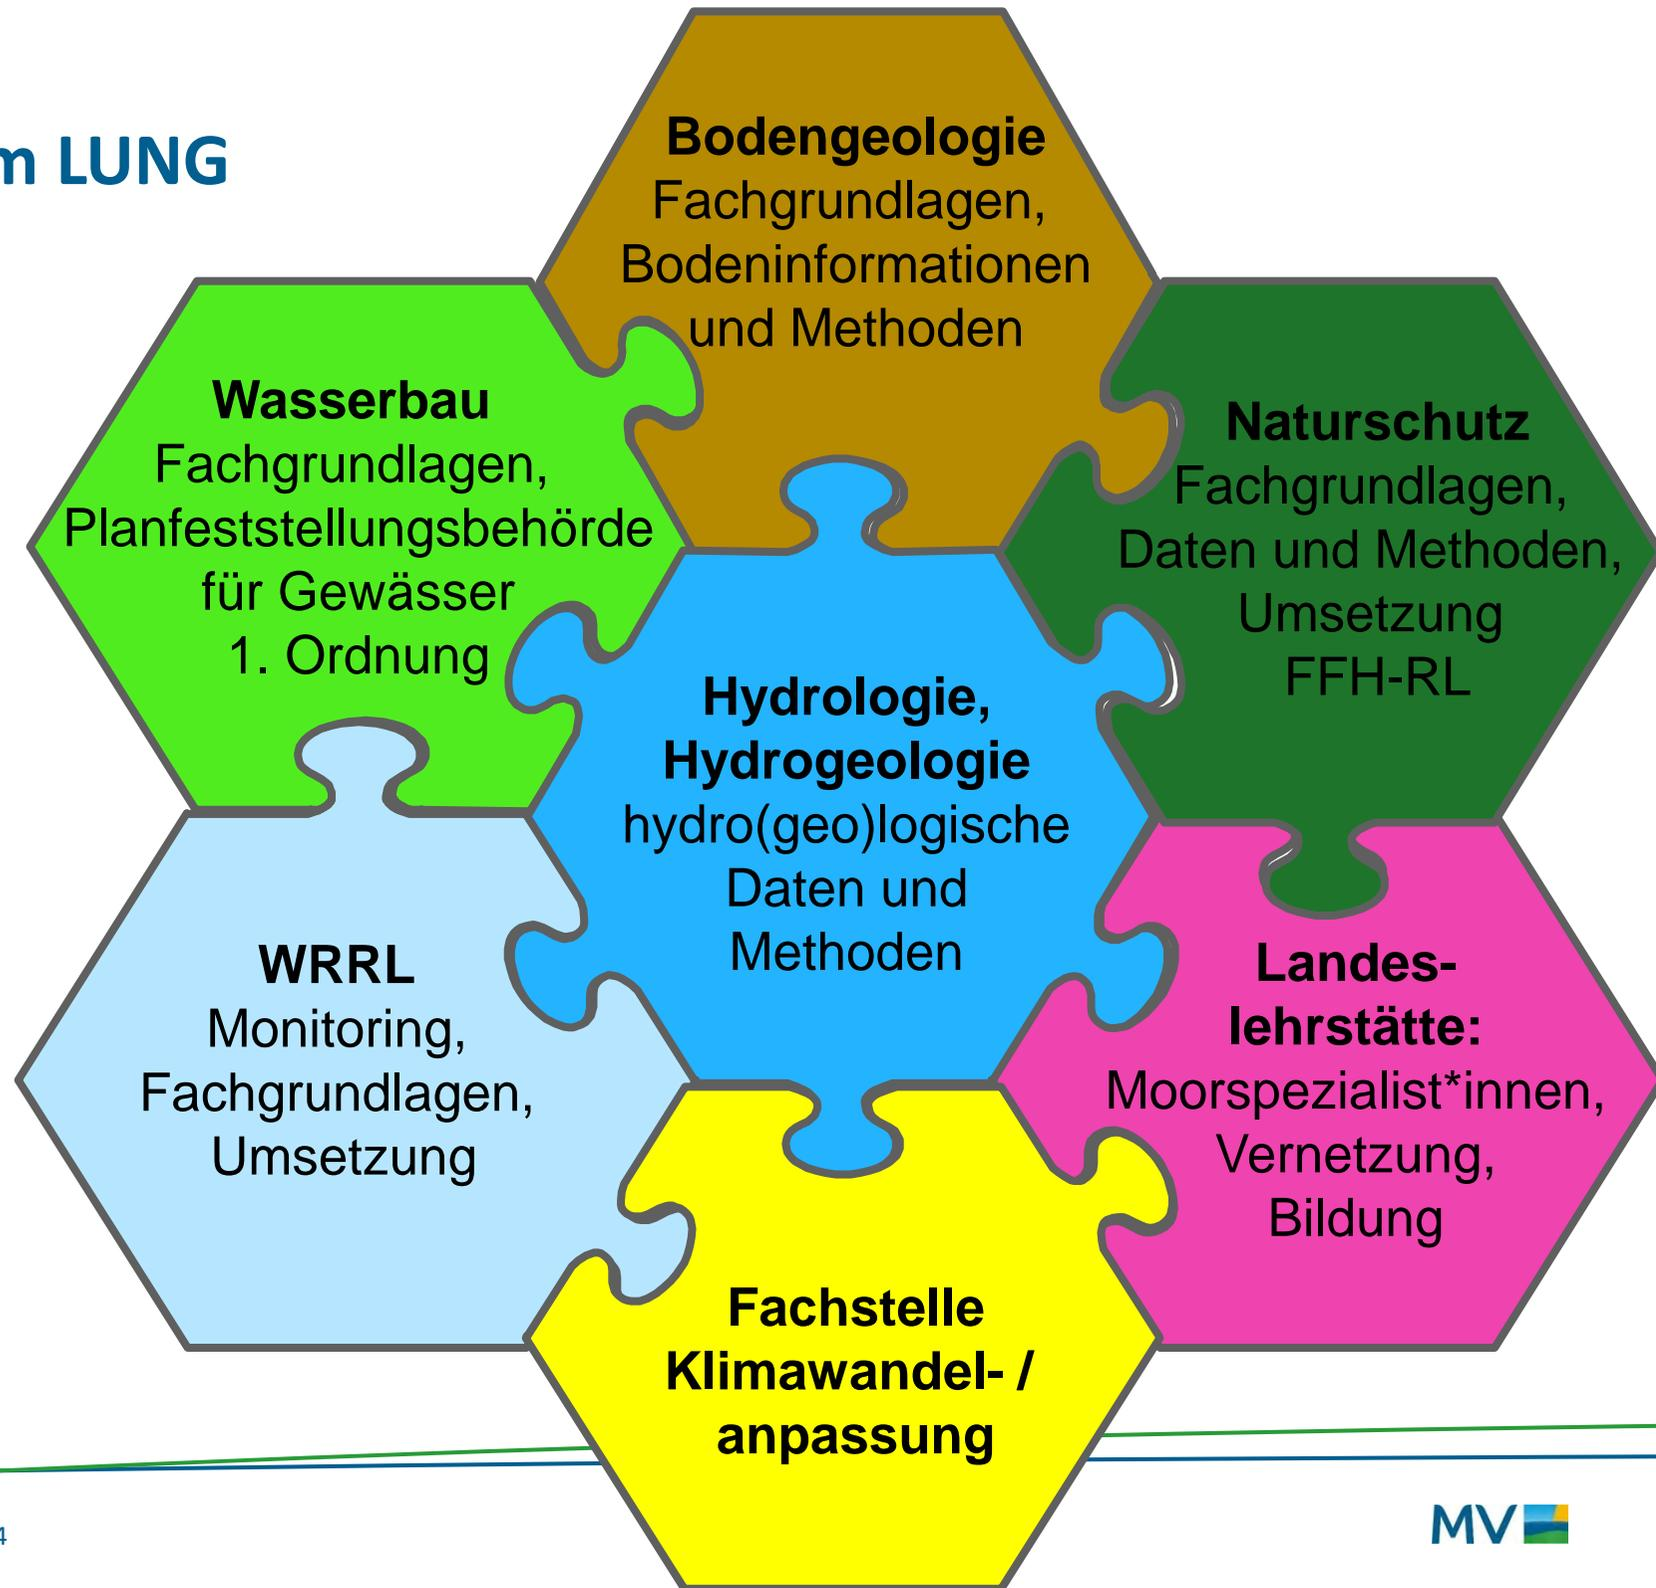 m LUNG
Bodengeologie
Fachgrundlagen,
Bodeninformationen
und Methoden
Wasserbau
Fachgrundlagen,
Planfeststellungsbehörde
für Gewässer
1. Ordnung
Naturschutz
Fachgrundlagen,
Daten und Methoden,
Umsetzung
FFH-RL
Hydrologie,
Hydrogeologie
hydro(geo)logische
Daten und
Methoden
WRRL
Monitoring,
Fachgrundlagen,
Umsetzung
Landes-
lehrstätte:
Moorspezialist*innen,
Vernetzung,
Bildung
Fachstelle
Klimawandel- /
anpassung
4
MV